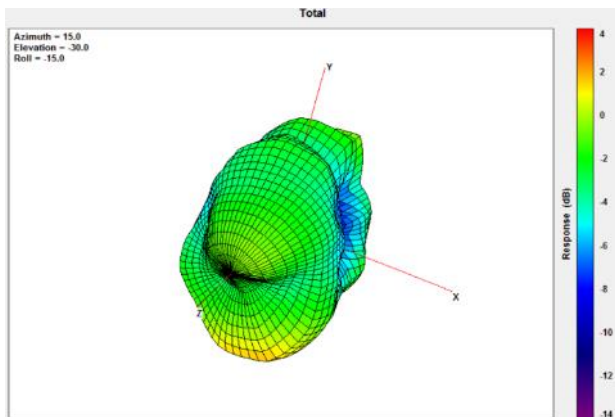 Total
Azimuth = 15.0
Elevation = -30.0
Roll = -15.0
Y
X
Z
4
2
0
-2
-4
-6
-8
-10
-12
-14
Response (dB)